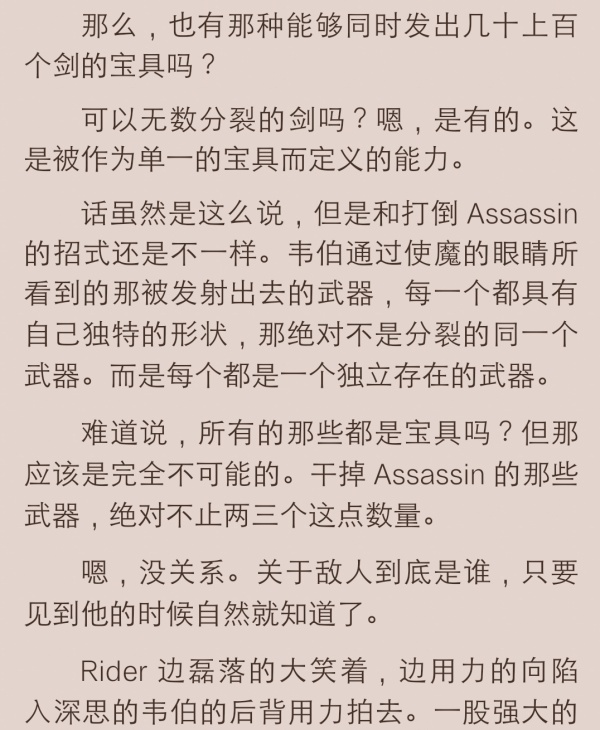 那么，也有那种能够同时发出几十上百
个剑的宝具吗？
可以无数分裂的剑吗？嗯，是有的。这
是被作为单一的宝具而定义的能力。
话虽然是这么说，但是和打倒 Assassin
的招式还是不一样。韦伯通过使魔的眼睛所
看到的那被发射出去的武器，每一个都具有
自己独特的形状，那绝对不是分裂的同一个
武器。而是每个都是一个独立存在的武器。
难道说，所有的那些都是宝具吗？但那
应该是完全不可能的。干掉 Assassin 的那些
武器，绝对不止两三个这点数量。
嗯，没关系。关于敌人到底是谁，只要
见到他的时候自然就知道了。
Rider 边磊落的大笑着，边用力的向陷
入深思的韦伯的后背用力拍去。一股强大的